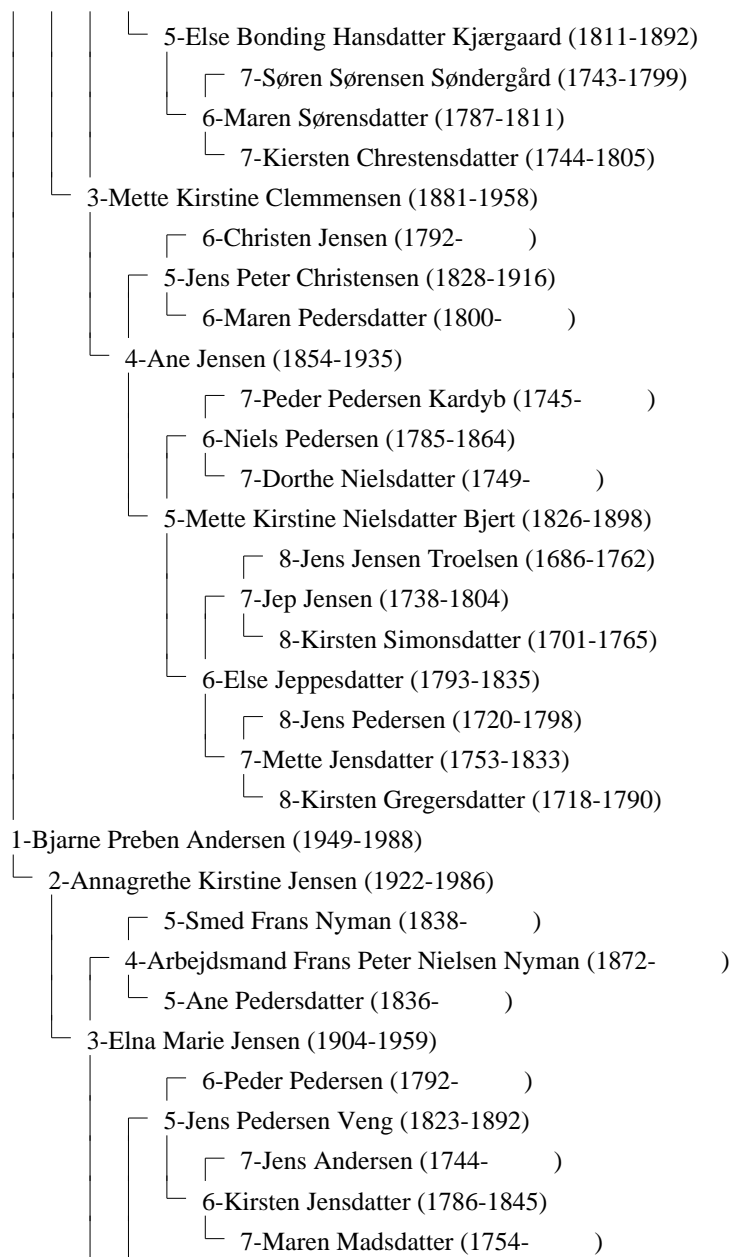 5-Else Bonding Hansdatter Kjærgaard (1811-1892)
7-Søren Sørensen Søndergård (1743-1799)
6-Maren Sørensdatter (1787-1811)
7-Kiersten Chrestensdatter (1744-1805)
3-Mette Kirstine Clemmensen (1881-1958)
6-Christen Jensen (1792-          )
5-Jens Peter Christensen (1828-1916)
6-Maren Pedersdatter (1800-          )
4-Ane Jensen (1854-1935)
7-Peder Pedersen Kardyb (1745-          )
6-Niels Pedersen (1785-1864)
7-Dorthe Nielsdatter (1749-          )
5-Mette Kirstine Nielsdatter Bjert (1826-1898)
8-Jens Jensen Troelsen (1686-1762)
7-Jep Jensen (1738-1804)
8-Kirsten Simonsdatter (1701-1765)
6-Else Jeppesdatter (1793-1835)
8-Jens Pedersen (1720-1798)
7-Mette Jensdatter (1753-1833)
8-Kirsten Gregersdatter (1718-1790)
1-Bjarne Preben Andersen (1949-1988)
2-Annagrethe Kirstine Jensen (1922-1986)
5-Smed Frans Nyman (1838-          )
4-Arbejdsmand Frans Peter Nielsen Nyman (1872-          )
5-Ane Pedersdatter (1836-          )
3-Elna Marie Jensen (1904-1959)
6-Peder Pedersen (1792-          )
5-Jens Pedersen Veng (1823-1892)
7-Jens Andersen (1744-          )
6-Kirsten Jensdatter (1786-1845)
7-Maren Madsdatter (1754-          )